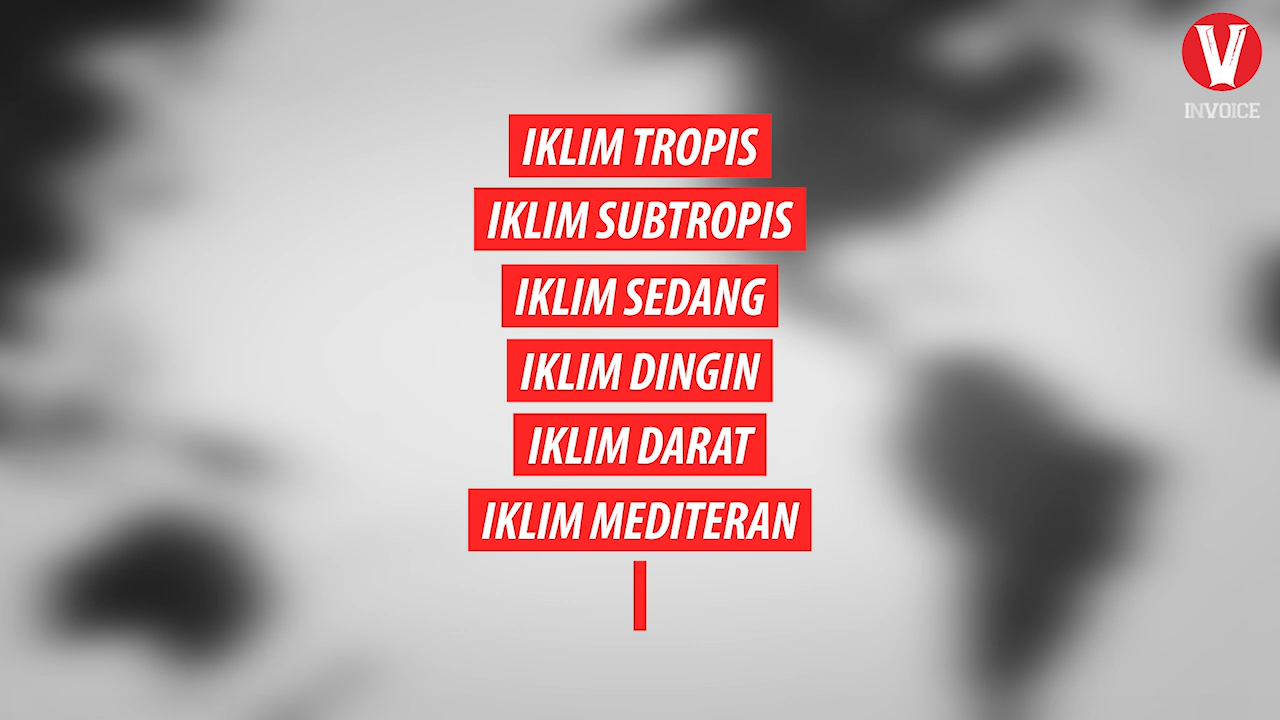 V
INVOICE
IKLIM TROPIS
IKLIM SUBTROPIS
IKLIM SEDANG
IKLIM DINGIN
IKLIM DARAT
IKLIM MEDITERAN